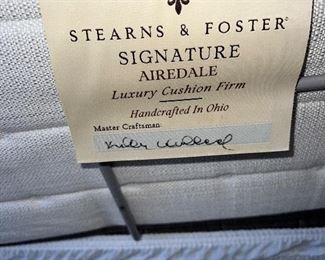 STEARNS & FOSTER®
SIGNATURE
AIREDALE
Luxury Cushion Firm
Handcrafted In Ohio
Master Craftsman: